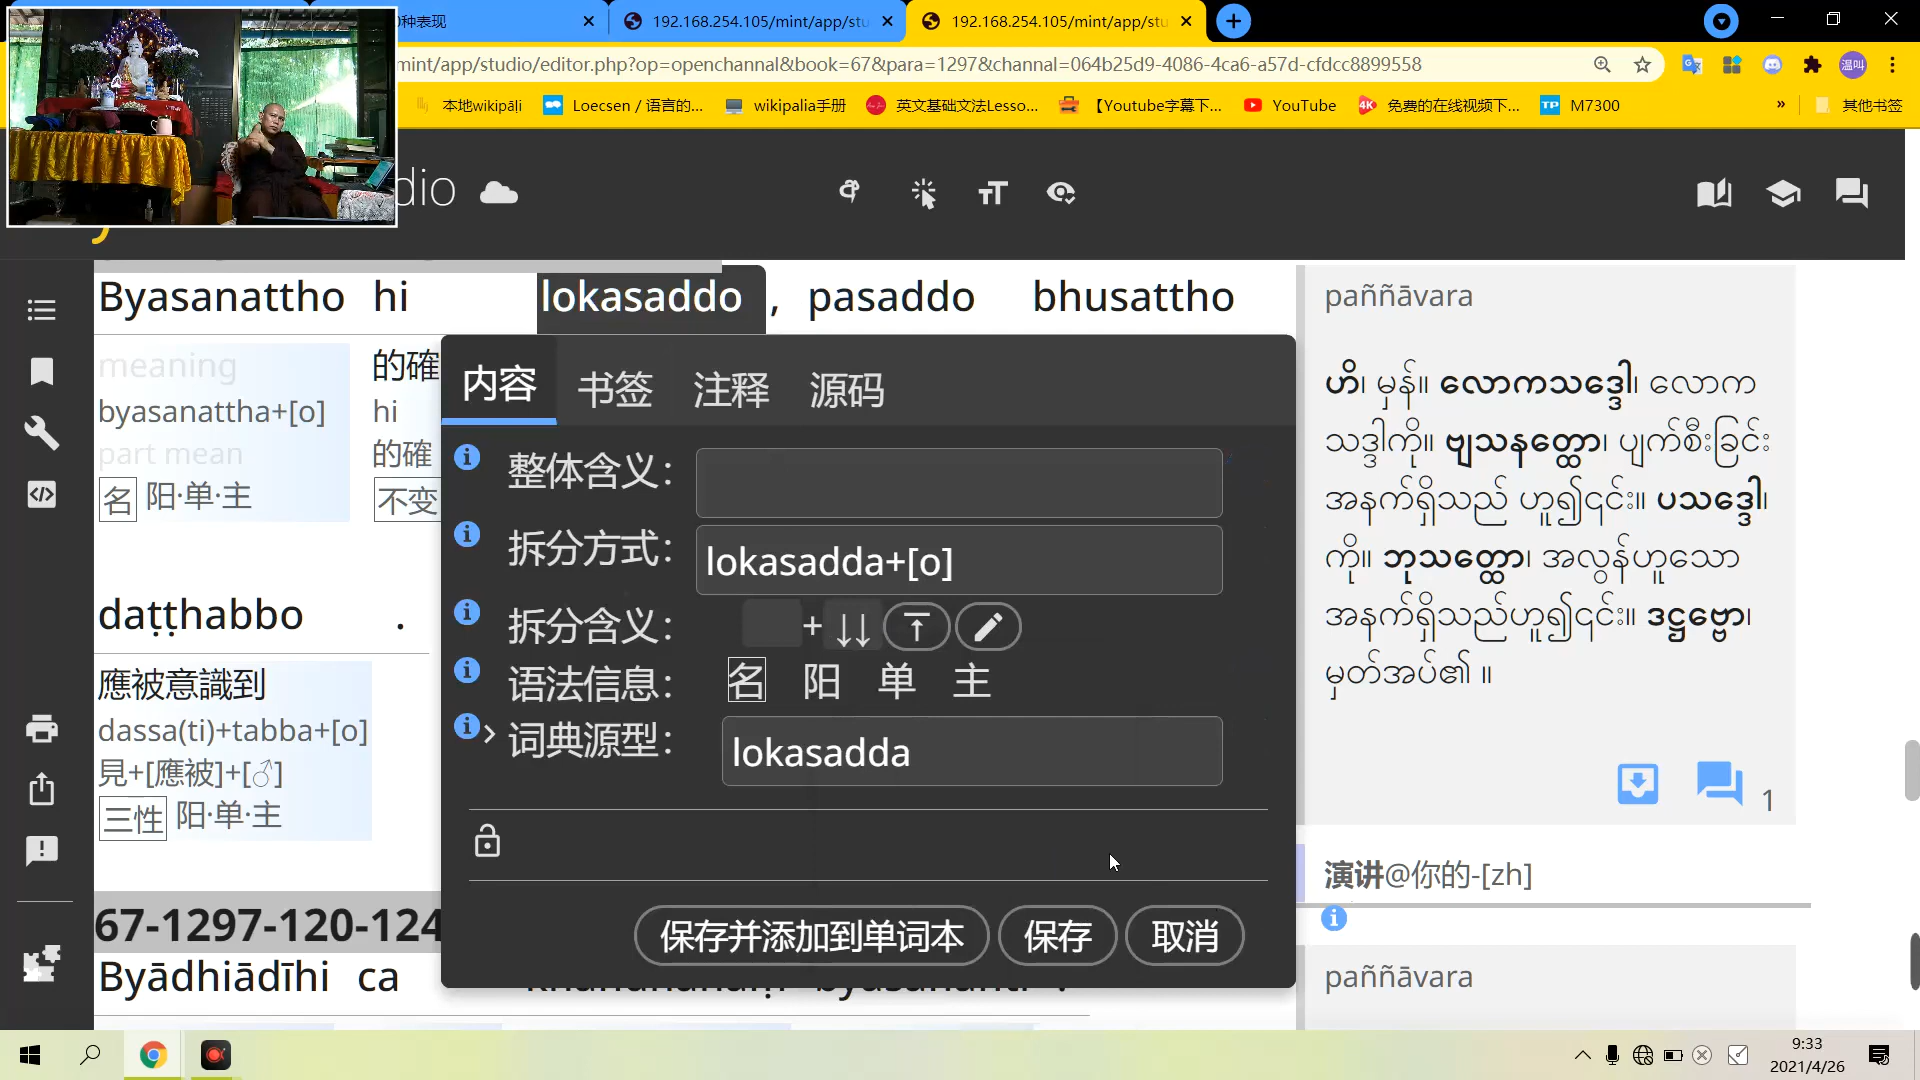 种表现
192.168.254.105/mint/app/stu
192.168.254.105/mint/app/stu
mint/app/studio/editor.php?op=openchannal&book=67&para=1297&channal=064b25d9-4086-4ca6-a57d-cfdcc8899558
温叫
本地wikipāḷi
Loecsen / 语言的...
wikipalia手册
英文基础文法Lesso...
【Youtube字幕下...
YouTube
免费的在线视频下...
M7300
»
其他书签
dio
Byasanattho hi lokasaddo , pasaddo bhusattho
meaning
byasanattha+[o]
part mean
名 阳·单·主
的確
hi
的確
不变
daṭṭhabbo .
應被意識到
dassa(ti)+tabba+[o]
見+[應被]+[♂]
三性 阳·单·主
67-1297-120-124
Byādhiādīhi ca
内容 书签 注释 源码
整体含义：
拆分方式： lokasadda+[o]
拆分含义： + ↓↓
语法信息： 名 阳 单 主
词典源型： lokasadda
保存并添加到单词本 保存 取消
paññāvara
ဟိ၊ မှန်။ လောကသဒ္ဒေါ၊ လောက
သဒ္ဒါကို။ ဗျသနတ္ထော၊ ပျက်စီးခြင်း
အနက်ရှိသည် ဟူ၍၎င်း။ ပသဒ္ဒေါ၊
ကို။ ဘုသတ္ထော၊ အလွန်ဟူသော
အနက်ရှိသည်ဟူ၍၎င်း။ ဒဋ္ဌဗ္ဗော၊
မှတ်အပ်၏ ။
1
演讲@你的-[zh]
paññāvara
9:33
2021/4/26